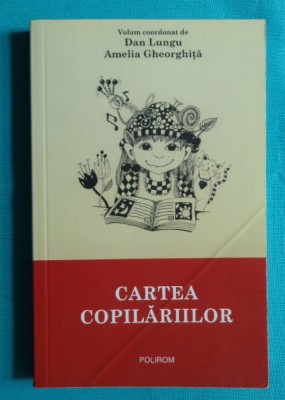 Volum coordonat de
Dan Lungu
Amelia Gheorghiță
CARTEA
COPILĂRIILOR
POLIROM